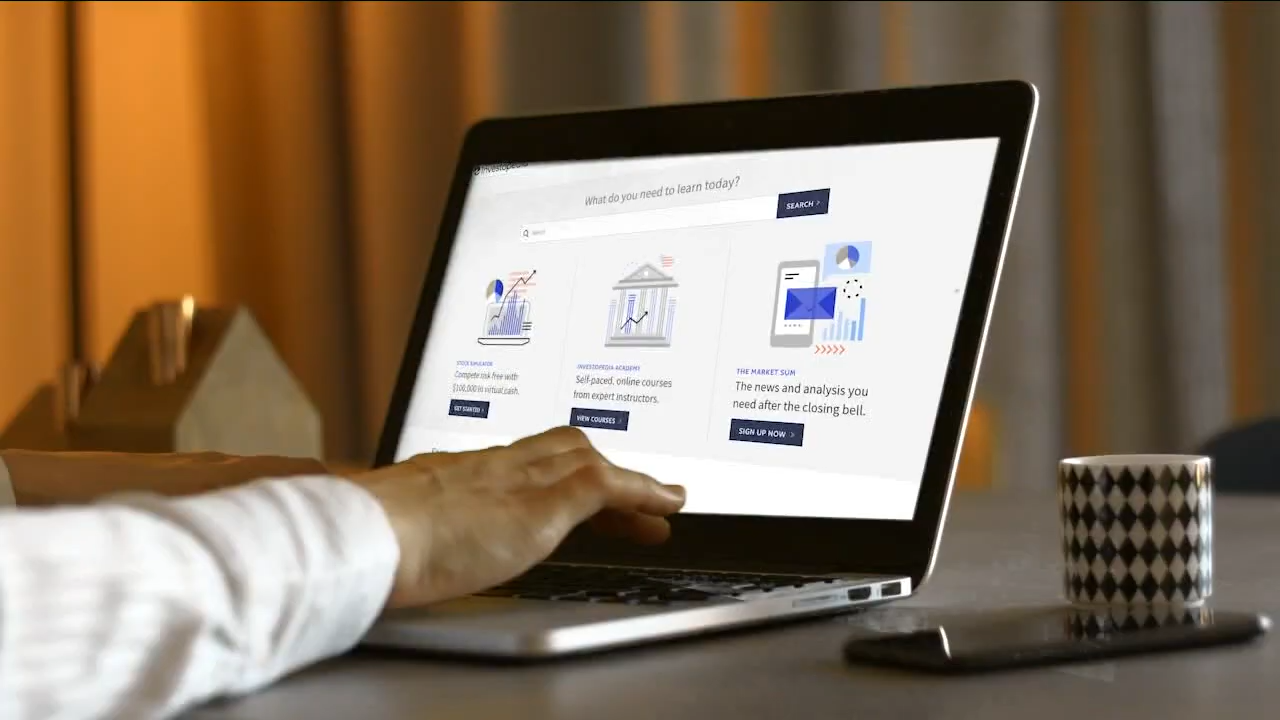 Investopedia
What do you need to learn today?
SEARCH >
STOCK SIMULATOR
Compete risk free with
$100,000 in virtual cash.
GET STARTED >
INVESTOPEDIA ACADEMY
Self-paced, online courses
from expert instructors.
VIEW COURSES >
THE MARKET SUM
The news and analysis you
need after the closing bell.
SIGN UP NOW >